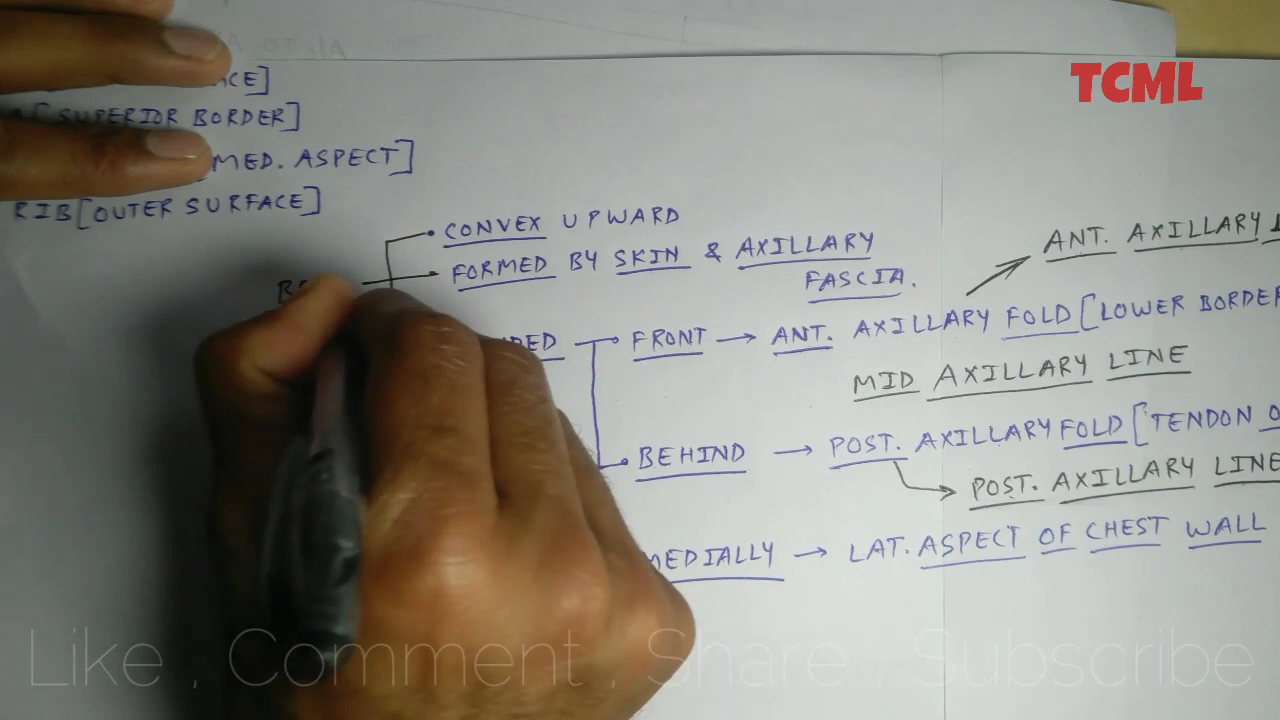 TCML
[SUPERIOR BORDER]
MED. ASPECT]
RIB [OUTER SURFACE]
CONVEX UPWARD
ANT. AXILLARY
FORMED BY SKIN & AXILLARY
FASCIA.
FRONT → ANT. AXILLARY FOLD [LOWER BORDER
MID AXILLARY LINE
BEHIND → POST. AXILLARY FOLD [TENDON
POST. AXILLARY LINE
MEDIALLY → LAT. ASPECT OF CHEST WALL
Like , Comment , Share , Subscribe